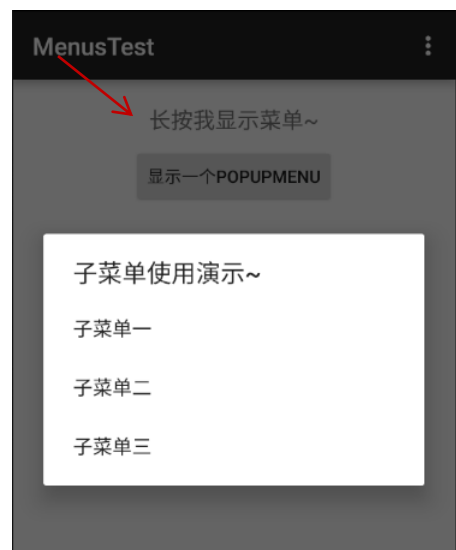 MenusTest
长按我显示菜单~
显示一个POPUPMENU
子菜单使用演示~
子菜单一
子菜单二
子菜单三